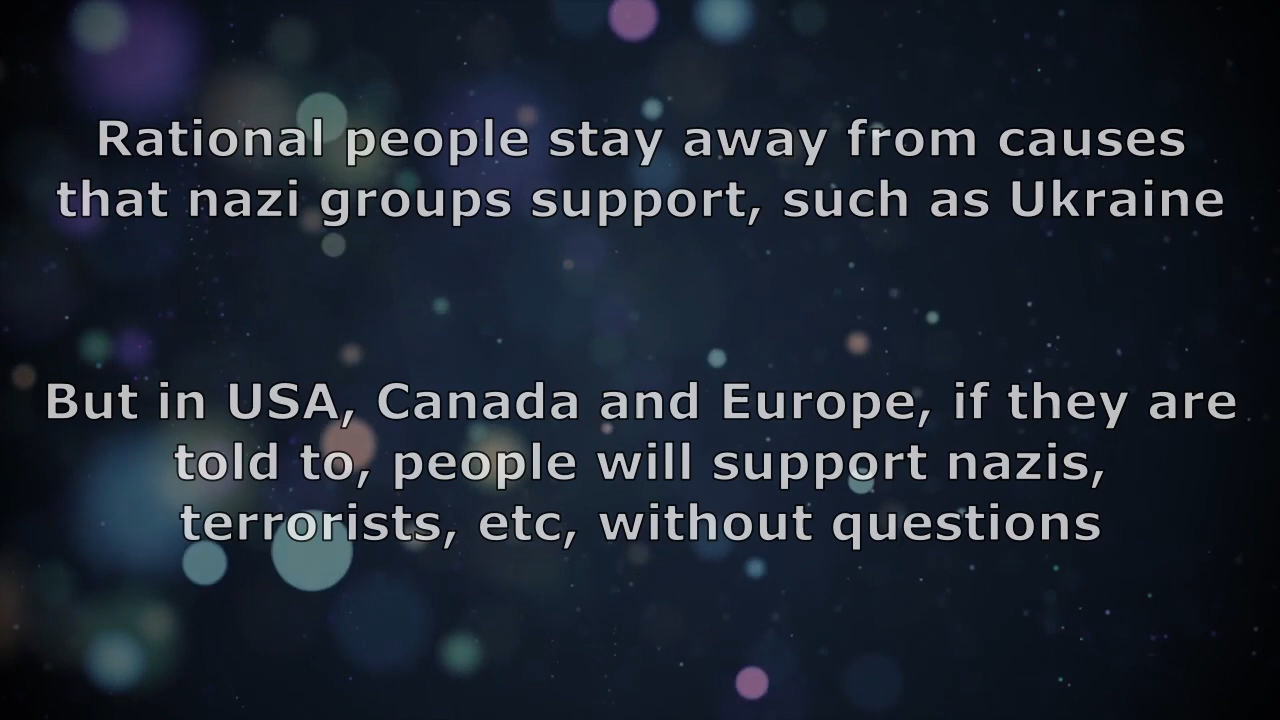 Rational people stay away from causes
that nazi groups support, such as Ukraine
But in USA, Canada and Europe, if they are
told to, people will support nazis,
terrorists, etc, without questions